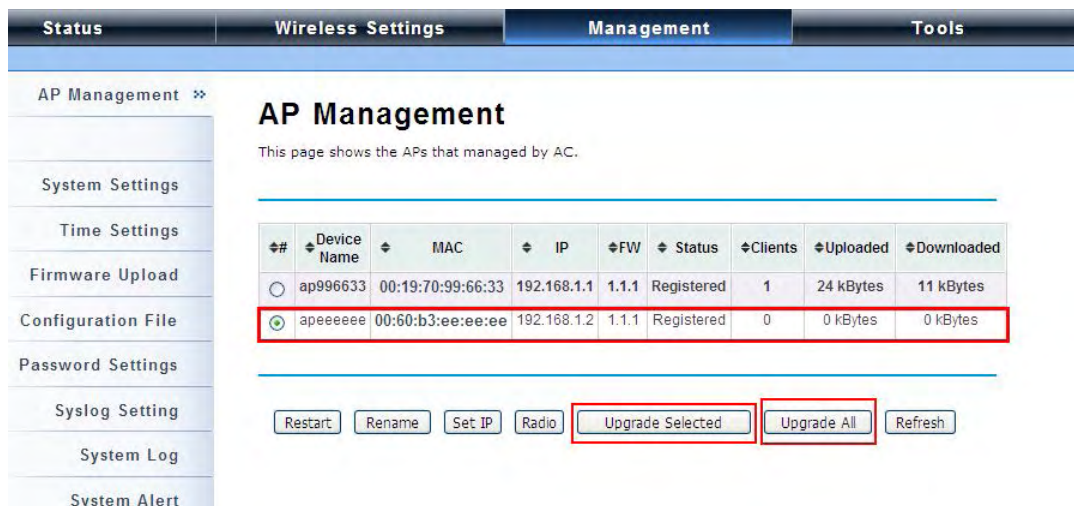 Status Wireless Settings Management Tools
AP Management »
System Settings
Time Settings
Firmware Upload
Configuration File
Password Settings
Syslog Setting
System Log
System Alert
AP Management
This page shows the APs that managed by AC.
# Device Name MAC IP FW Status Clients Uploaded Downloaded
ap996633 00:19:70:99:66:33 192.168.1.1 1.1.1 Registered 1 24 kBytes 11 kBytes
apeeeeee 00:60:b3:ee:ee:ee 192.168.1.2 1.1.1 Registered 0 0 kBytes 0 kBytes
Restart Rename Set IP Radio Upgrade Selected Upgrade All Refresh